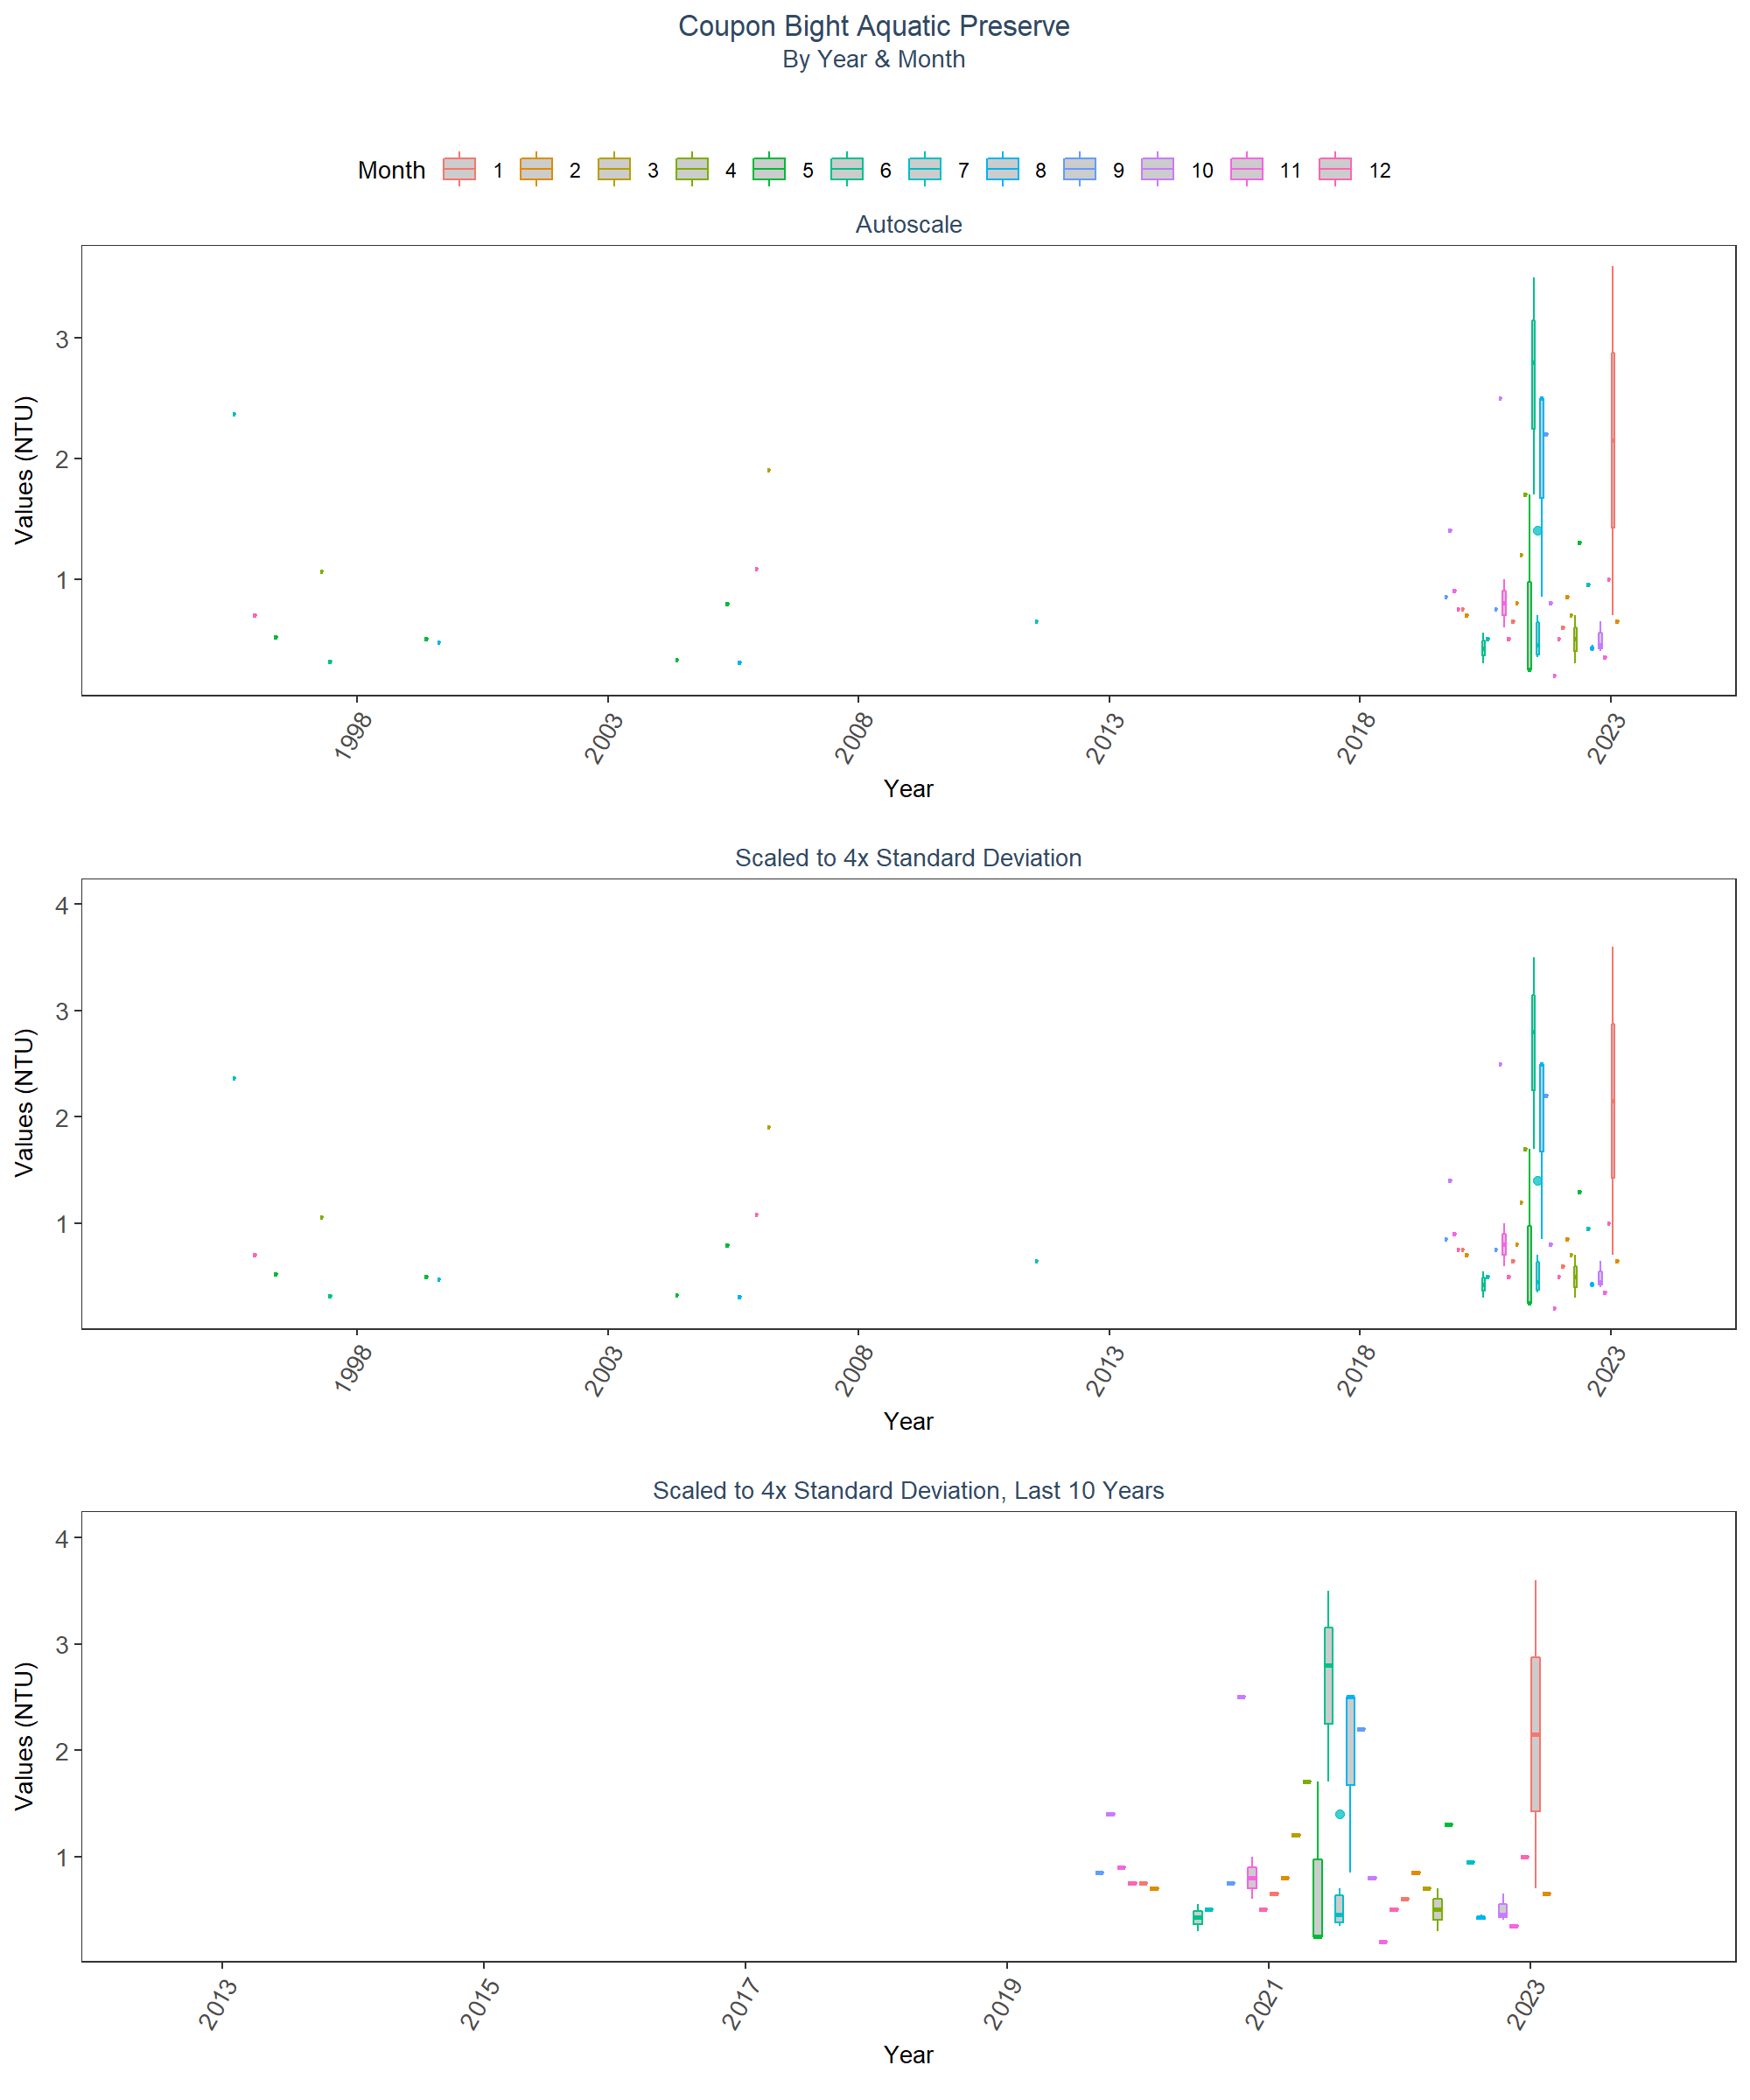 Coupon Bight Aquatic Preserve
By Year & Month
Month 1 2 3 4 5 6 7 8 9 10 11 12
Autoscale
Values (NTU)
3
2
1
1998 2003 2008 2013 2018 2023
Year
Scaled to 4x Standard Deviation
Values (NTU)
4
3
2
1
1998 2003 2008 2013 2018 2023
Year
Scaled to 4x Standard Deviation, Last 10 Years
Values (NTU)
4
3
2
1
2013 2015 2017 2019 2021 2023
Year